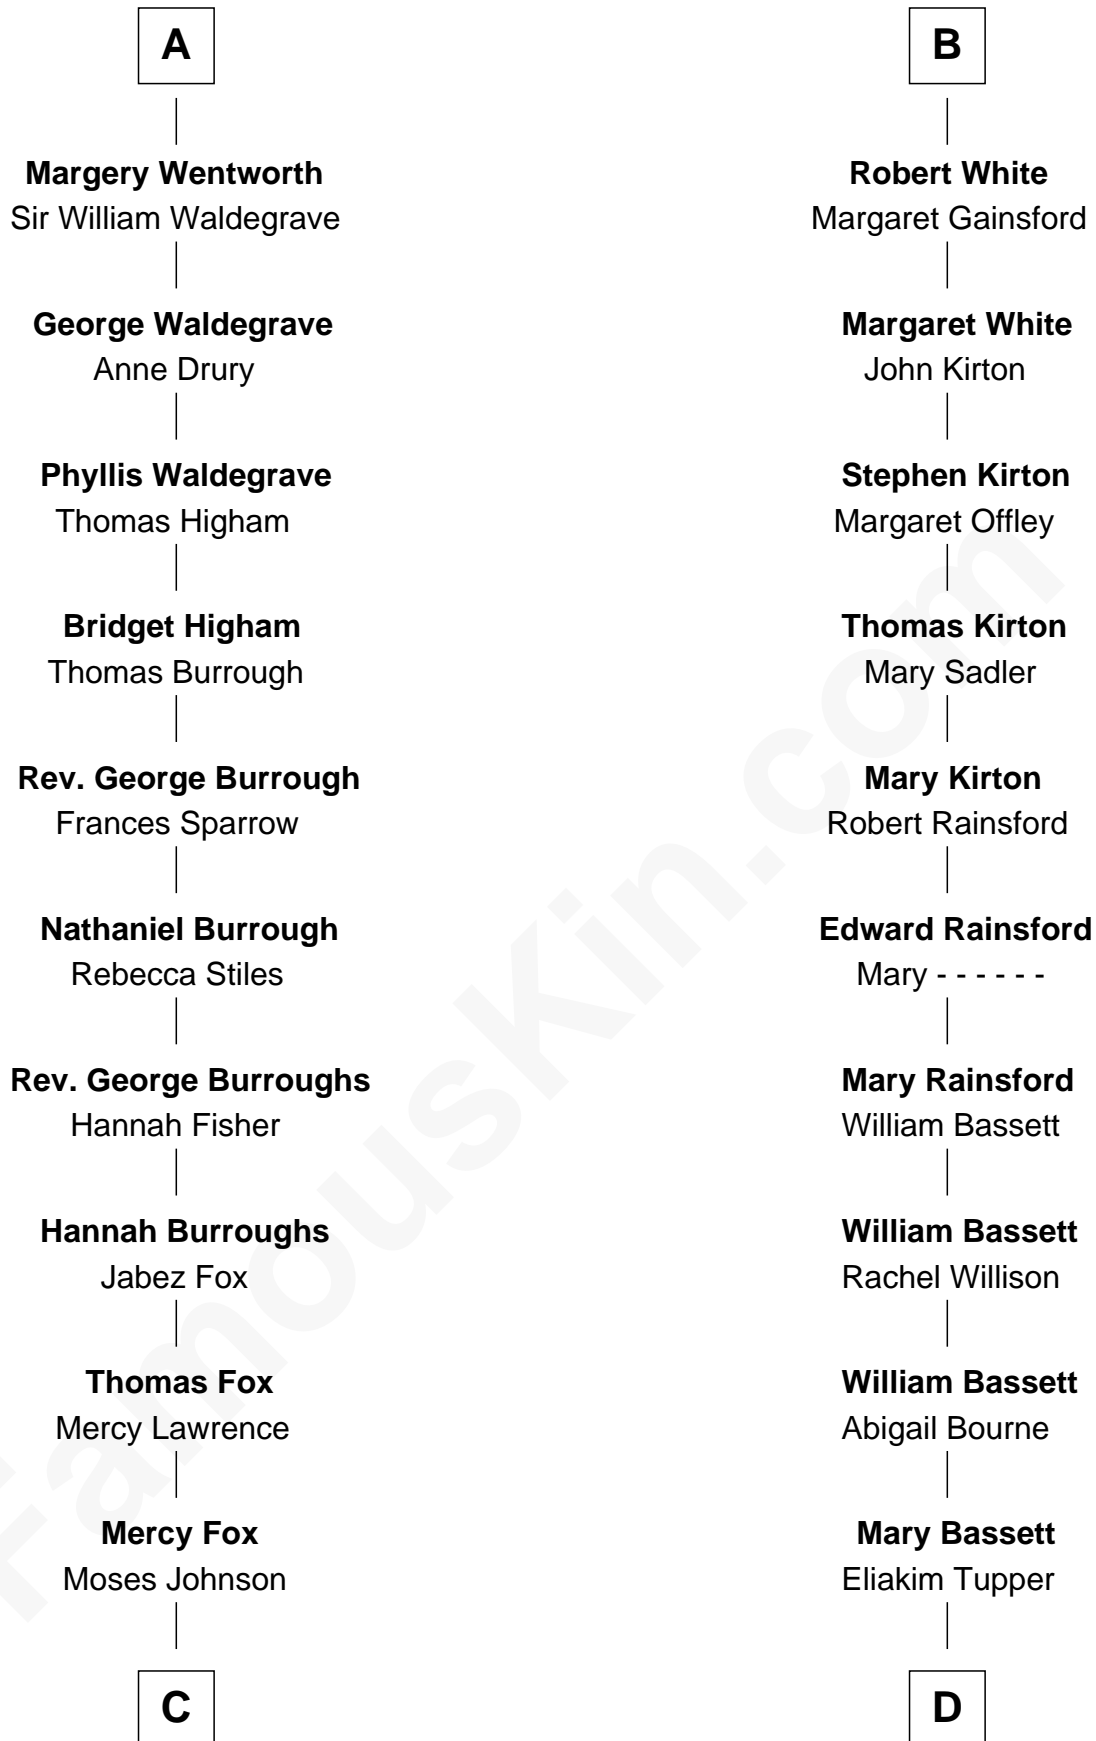 A
Margery Wentworth
Sir William Waldegrave
George Waldegrave
Anne Drury
Phyllis Waldegrave
Thomas Higham
Bridget Higham
Thomas Burrough
Rev. George Burrough
Frances Sparrow
Nathaniel Burrough
Rebecca Stiles
Rev. George Burroughs
Hannah Fisher
Hannah Burroughs
Jabez Fox
Thomas Fox
Mercy Lawrence
Mercy Fox
Moses Johnson
C
B
Robert White
Margaret Gainsford
Margaret White
John Kirton
Stephen Kirton
Margaret Offley
Thomas Kirton
Mary Sadler
Mary Kirton
Robert Rainsford
Edward Rainsford
Mary - - - - - -
Mary Rainsford
William Bassett
William Bassett
Rachel Willison
William Bassett
Abigail Bourne
Mary Bassett
Eliakim Tupper
D
FamousKin.com